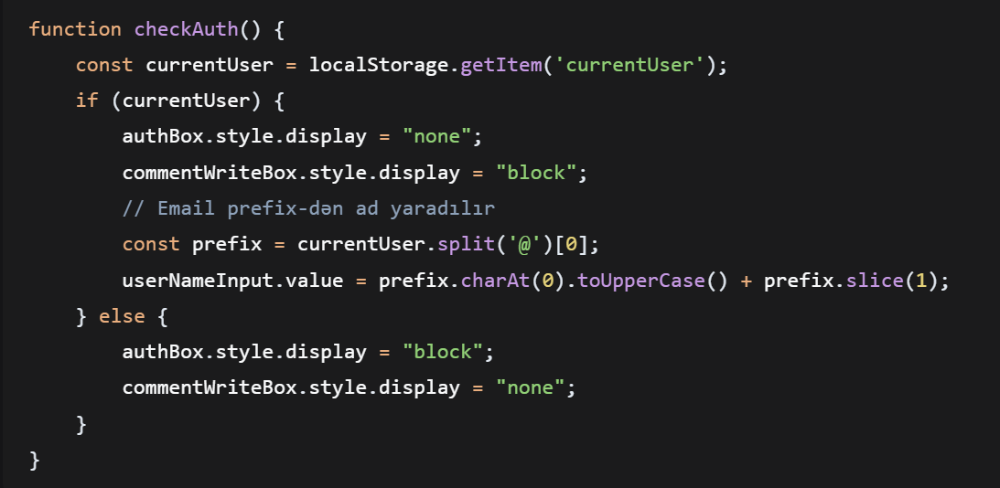 function checkAuth() {
    const currentUser = localStorage.getItem('currentUser');
    if (currentUser) {
        authBox.style.display = "none";
        commentWriteBox.style.display = "block";
        // Email prefix-dən ad yaradılır
        const prefix = currentUser.split('@')[0];
        userNameInput.value = prefix.charAt(0).toUpperCase() + prefix.slice(1);
    } else {
        authBox.style.display = "block";
        commentWriteBox.style.display = "none";
    }
}